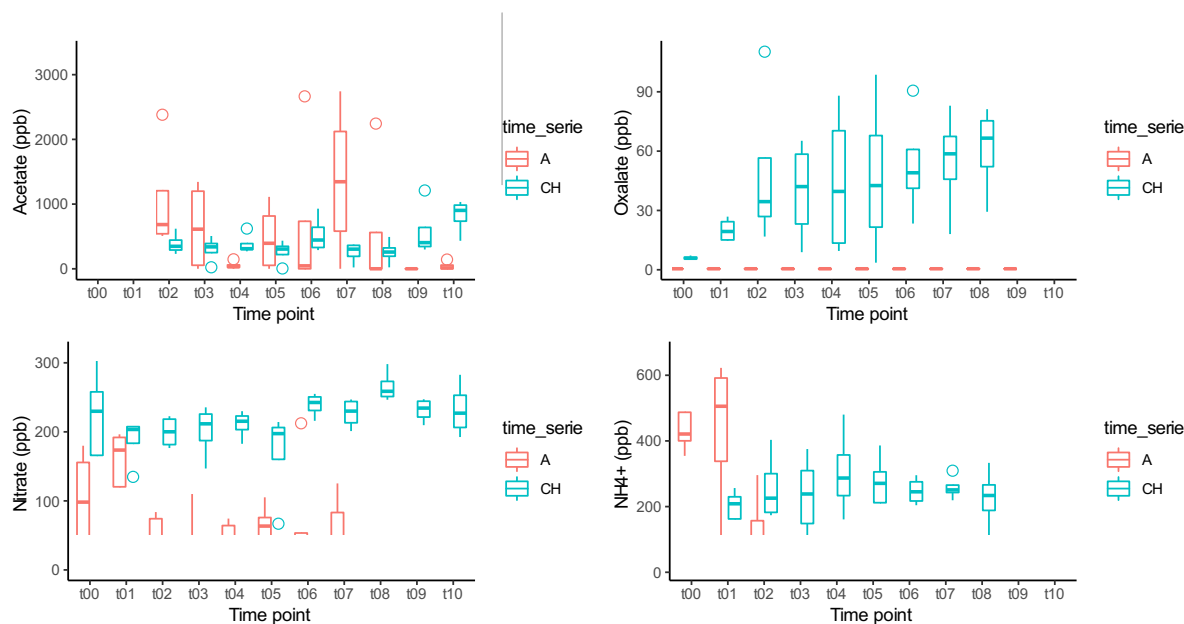 Acetate (ppb)
3000
2000
1000
0
t00 t01 t02 t03 t04 t05 t06 t07 t08 t09 t10
Time point
time_serie
A
CH
Oxalate (ppb)
90
60
30
0
t00 t01 t02 t03 t04 t05 t06 t07 t08 t09 t10
Time point
time_serie
A
CH
Nitrate (ppb)
300
200
100
0
t00 t01 t02 t03 t04 t05 t06 t07 t08 t09 t10
Time point
time_serie
A
CH
NH4+ (ppb)
600
400
200
0
t00 t01 t02 t03 t04 t05 t06 t07 t08 t09 t10
Time point
time_serie
A
CH